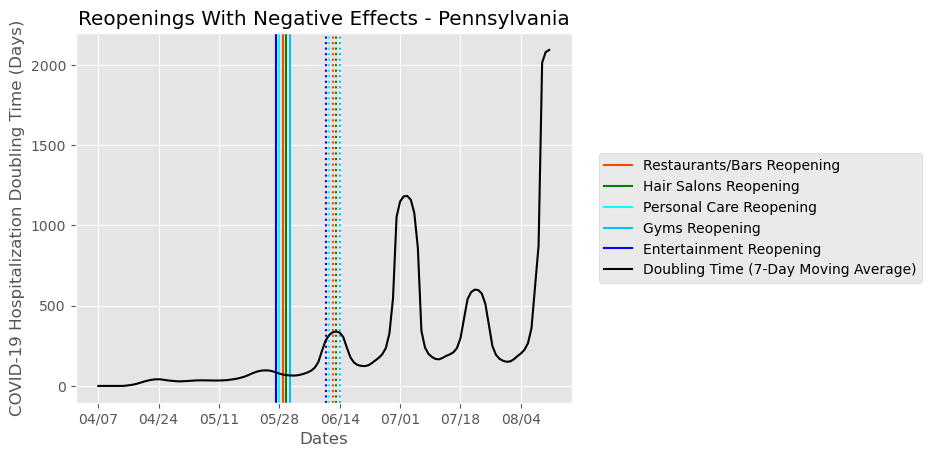 Reopenings With Negative Effects - Pennsylvania
COVID-19 Hospitalization Doubling Time (Days)
2000
1500
1000
500
0
04/07
04/24
05/11
05/28
06/14
07/01
07/18
08/04
Dates
Restaurants/Bars Reopening
Hair Salons Reopening
Personal Care Reopening
Gyms Reopening
Entertainment Reopening
Doubling Time (7-Day Moving Average)